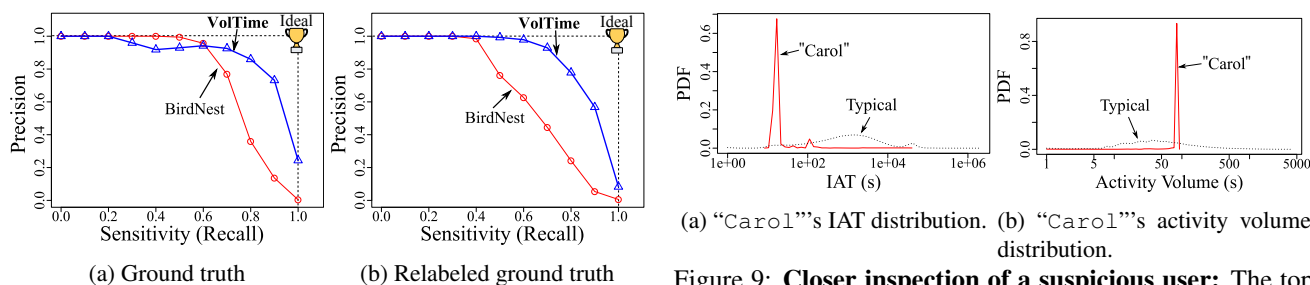 VolTime
Ideal
BirdNest
Precision
0.0 0.2 0.4 0.6 0.8 1.0
0.0 0.2 0.4 0.6 0.8 1.0
Sensitivity (Recall)
(a) Ground truth
VolTime
Ideal
BirdNest
Precision
0.0 0.2 0.4 0.6 0.8 1.0
0.0 0.2 0.4 0.6 0.8 1.0
Sensitivity (Recall)
(b) Relabeled ground truth
"Carol"
Typical
PDF
0.0 0.2 0.4 0.6
1e+00 1e+02 1e+04 1e+06
IAT (s)
(a) “Carol”’s IAT distribution.
"Carol"
Typical
PDF
0.0 0.4 0.8
5 50 500 5000
Activity Volume (s)
(b) “Carol”’s activity volume
distribution.
Figure 9: Closer inspection of a suspicious user: The top